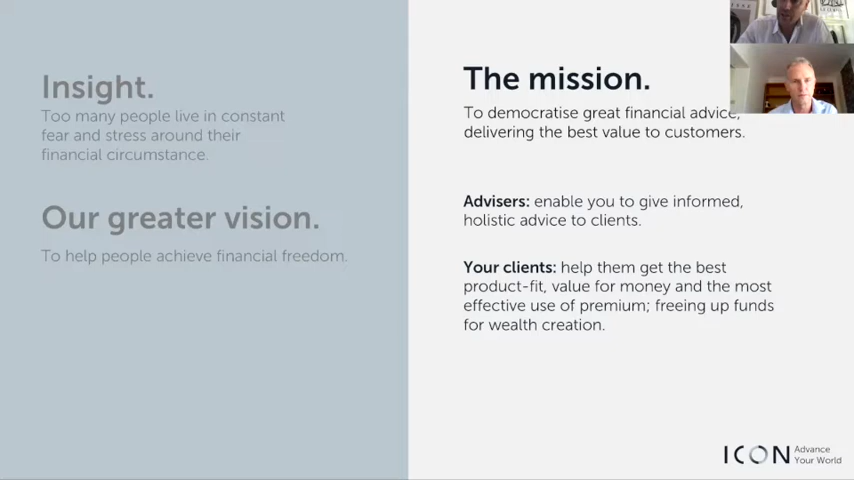 Insight.
Too many people live in constant
fear and stress around their
financial circumstance.
Our greater vision.
To help people achieve financial freedom.
The mission.
To democratise great financial advice,
delivering the best value to customers.
Advisers: enable you to give informed,
holistic advice to clients.
Your clients: help them get the best
product-fit, value for money and the most
effective use of premium; freeing up funds
for wealth creation.
ICON Advance
Your World